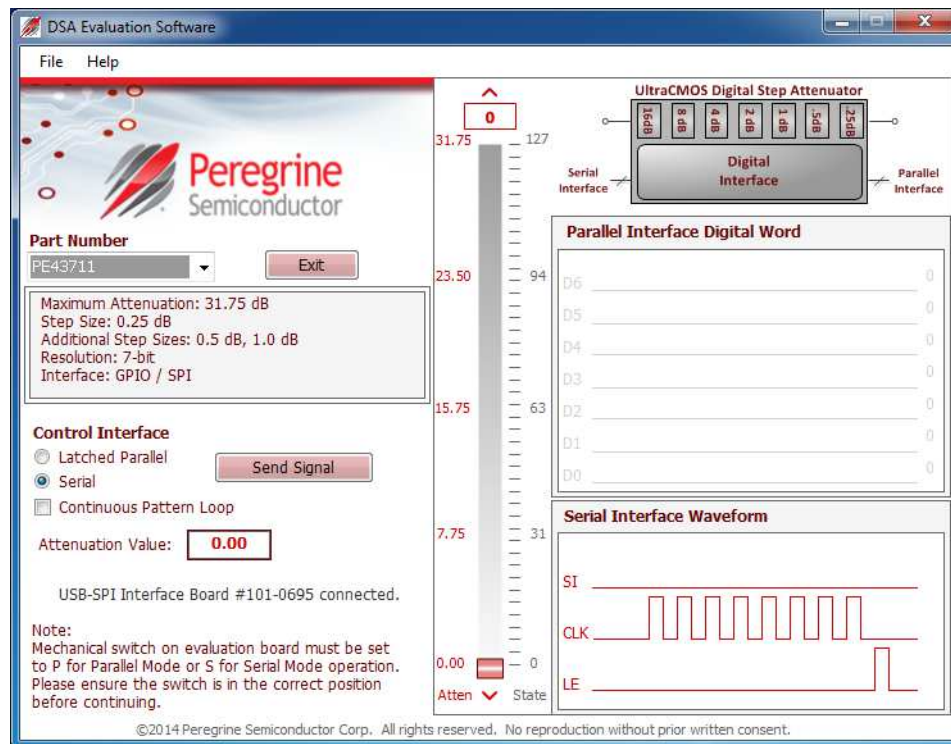 DSA Evaluation Software
File Help
Peregrine
Semiconductor
Part Number
PE43711
Exit
Maximum Attenuation: 31.75 dB
Step Size: 0.25 dB
Additional Step Sizes: 0.5 dB, 1.0 dB
Resolution: 7-bit
Interface: GPIO / SPI
Control Interface
Latched Parallel
Serial
Send Signal
Continuous Pattern Loop
Attenuation Value: 0.00
USB-SPI Interface Board #101-0695 connected.
Note:
Mechanical switch on evaluation board must be set
to P for Parallel Mode or S for Serial Mode operation.
Please ensure the switch is in the correct position
before continuing.
0
31.75 127
23.50 94
15.75 63
7.75 31
0.00 0
Atten State
UltraCMOS Digital Step Attenuator
16dB 8 dB 4 dB 2 dB 1 dB .5dB .25dB
Serial
Interface
Digital
Interface
Parallel
Interface
Parallel Interface Digital Word
D6 0
D5 0
D4 0
D3 0
D2 0
D1 0
D0 0
Serial Interface Waveform
SI
CLK
LE
©2014 Peregrine Semiconductor Corp. All rights reserved. No reproduction without prior written consent.